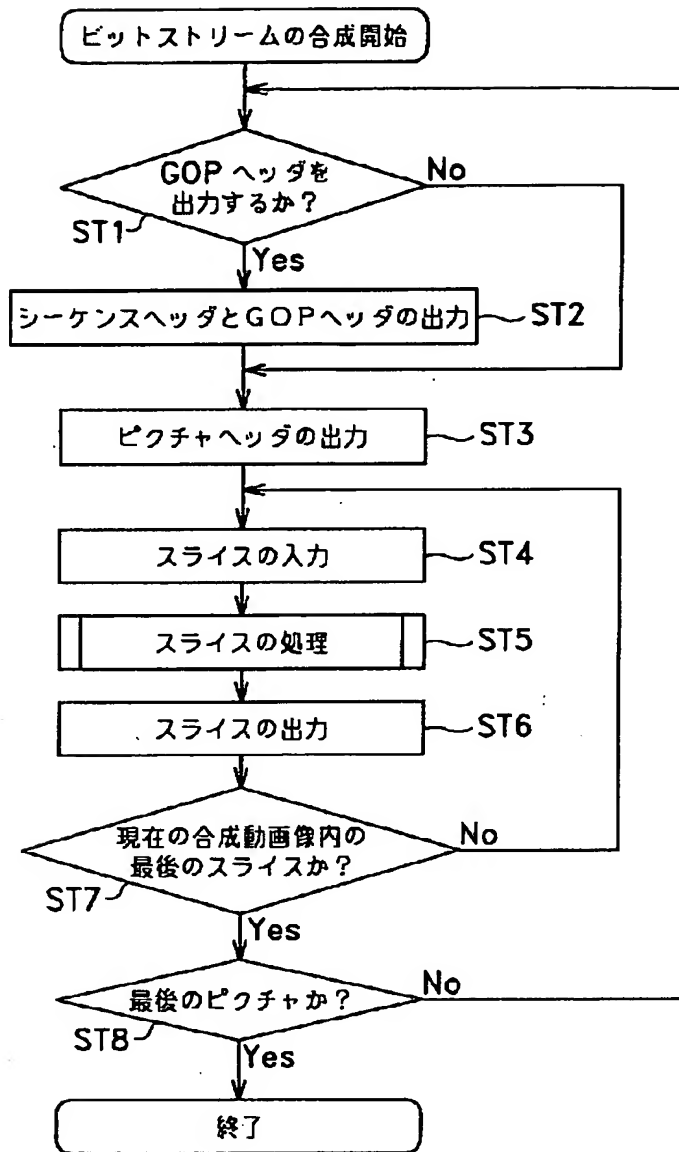 ビットストリームの合成開始
GOP ヘッダを
出力するか?
No
ST1
Yes
シーケンスヘッダとGOPヘッダの出力
ST2
ピクチャヘッダの出力
ST3
スライスの入力
ST4
スライスの処理
ST5
スライスの出力
ST6
現在の合成動画像内の
最後のスライスか?
No
ST7
Yes
最後のピクチャか?
No
ST8
Yes
終了